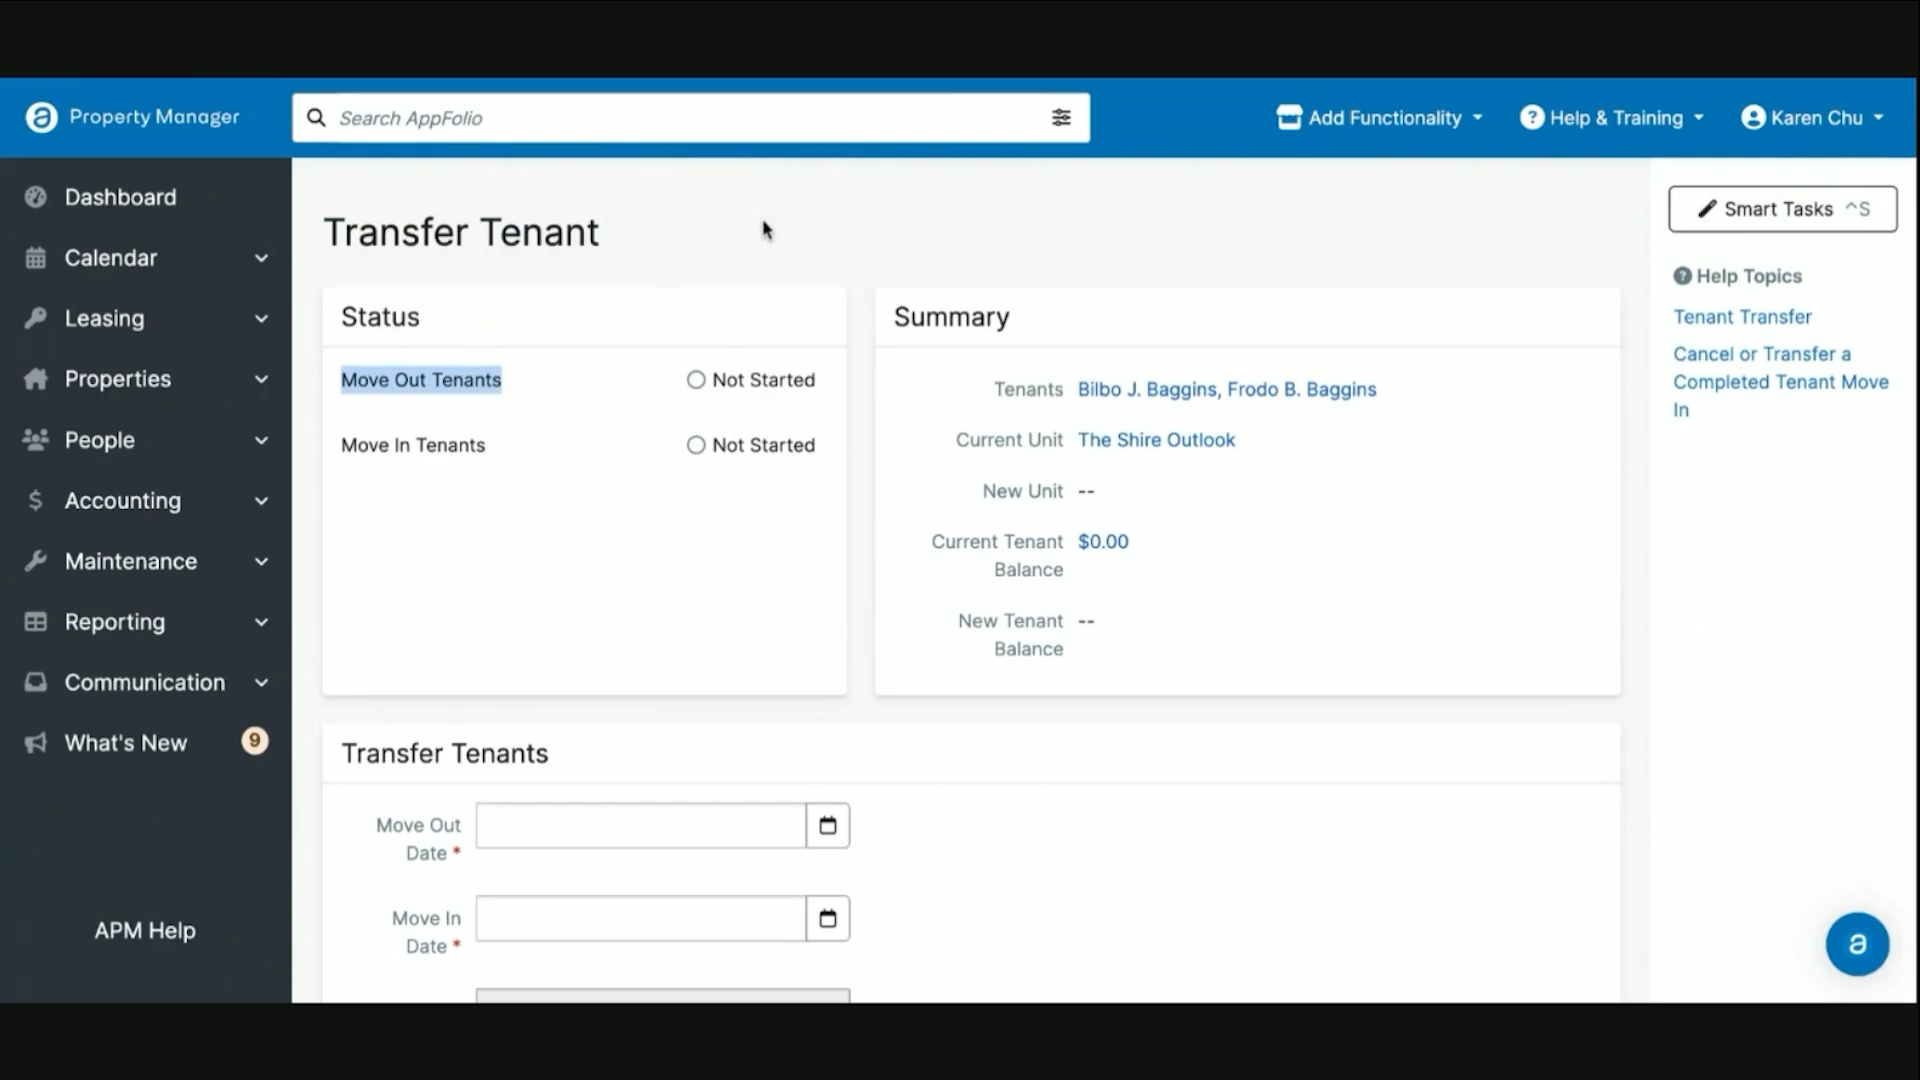 Property Manager
Search AppFolio
Add Functionality
Help & Training
Karen Chu
Dashboard
Calendar
Leasing
Properties
People
Accounting
Maintenance
Reporting
Communication
What's New 9
APM Help
Transfer Tenant
Status
Move Out Tenants Not Started
Move In Tenants Not Started
Summary
Tenants Bilbo J. Baggins, Frodo B. Baggins
Current Unit The Shire Outlook
New Unit --
Current Tenant $0.00
Balance
New Tenant --
Balance
Transfer Tenants
Move Out
Date *
Move In
Date *
Smart Tasks ^S
Help Topics
Tenant Transfer
Cancel or Transfer a
Completed Tenant Move
In
a